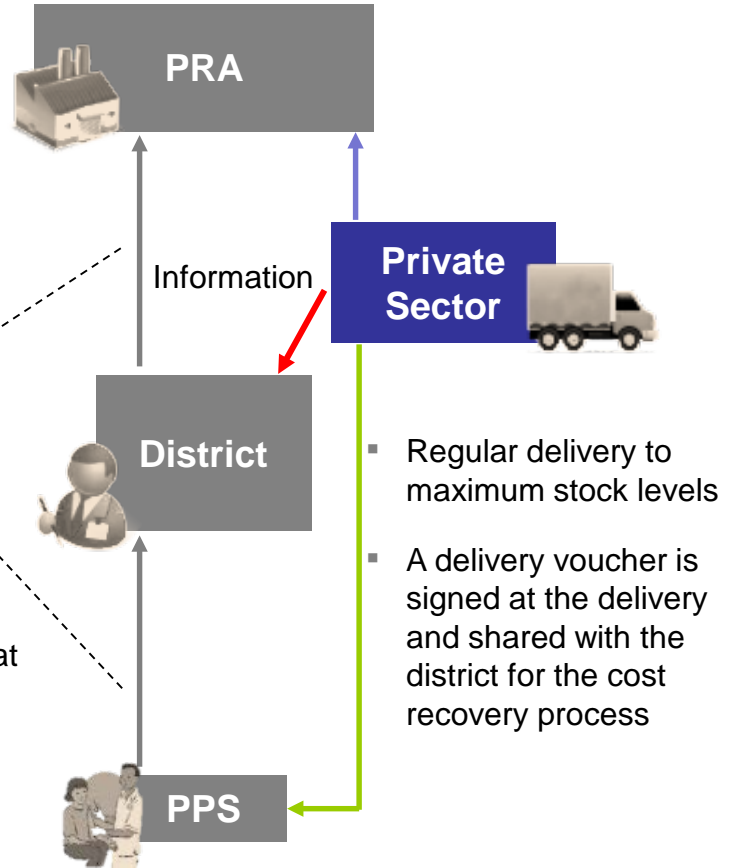 PRA
Information
Private
Sector
District
▪ Regular delivery to
maximum stock levels
▪ A delivery voucher is
signed at the delivery
and shared with the
district for the cost
recovery process
at
PPS